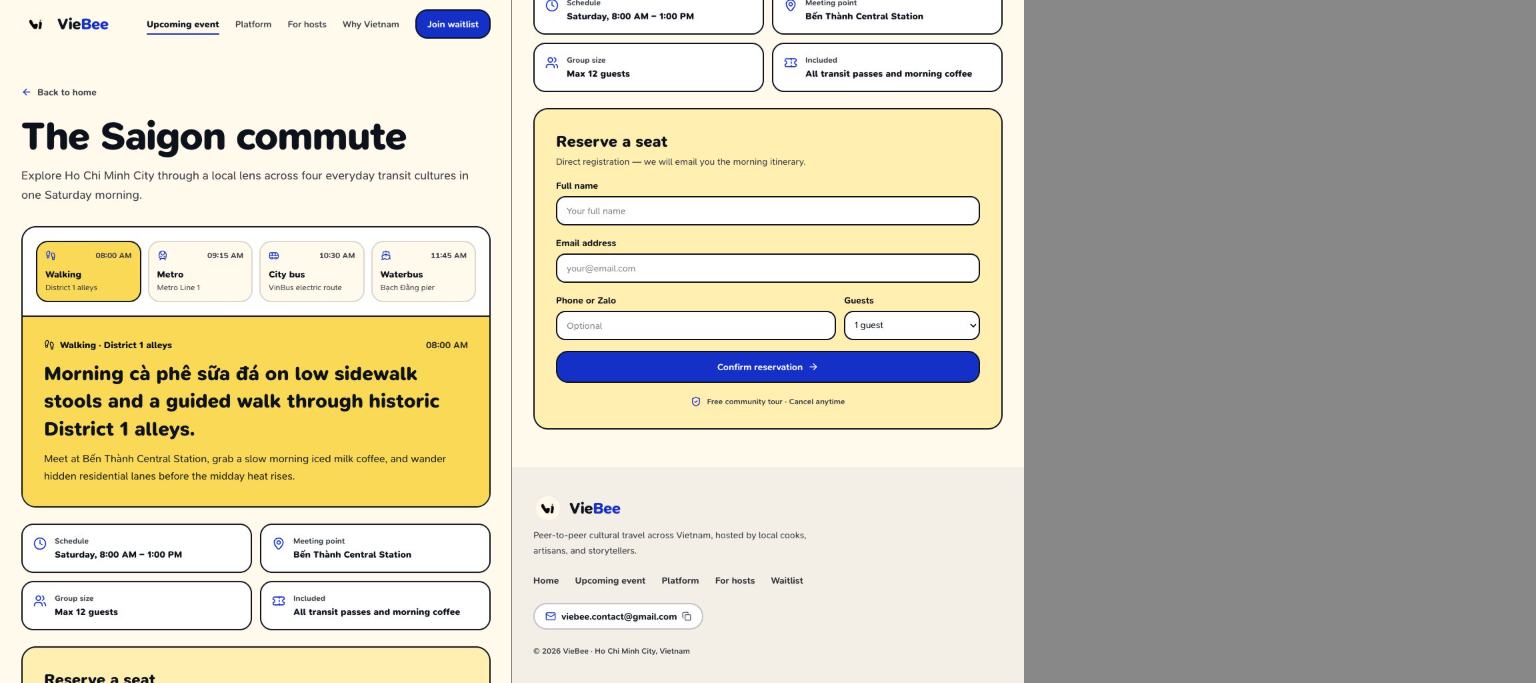 VieBee
Upcoming event
Platform
For hosts
Why Vietnam
Join waitlist
Back to home
The Saigon commute
Explore Ho Chi Minh City through a local lens across four everyday transit cultures in
one Saturday morning.
08:00 AM
Walking
District 1 alleys
09:15 AM
Metro
Metro Line 1
10:30 AM
City bus
VinBus electric route
11:45 AM
Waterbus
Bạch Đằng pier
Walking · District 1 alleys
08:00 AM
Morning cà phê sữa đá on low sidewalk
stools and a guided walk through historic
District 1 alleys.
Meet at Bến Thành Central Station, grab a slow morning iced milk coffee, and wander
hidden residential lanes before the midday heat rises.
Schedule
Saturday, 8:00 AM – 1:00 PM
Meeting point
Bến Thành Central Station
Group size
Max 12 guests
Included
All transit passes and morning coffee
Reserve a seat
Schedule
Saturday, 8:00 AM – 1:00 PM
Meeting point
Bến Thành Central Station
Group size
Max 12 guests
Included
All transit passes and morning coffee
Reserve a seat
Direct registration — we will email you the morning itinerary.
Full name
Your full name
Email address
your@email.com
Phone or Zalo
Optional
Guests
1 guest
Confirm reservation
Free community tour · Cancel anytime
VieBee
Peer-to-peer cultural travel across Vietnam, hosted by local cooks,
artisans, and storytellers.
Home
Upcoming event
Platform
For hosts
Waitlist
viebee.contact@gmail.com
© 2026 VieBee · Ho Chi Minh City, Vietnam